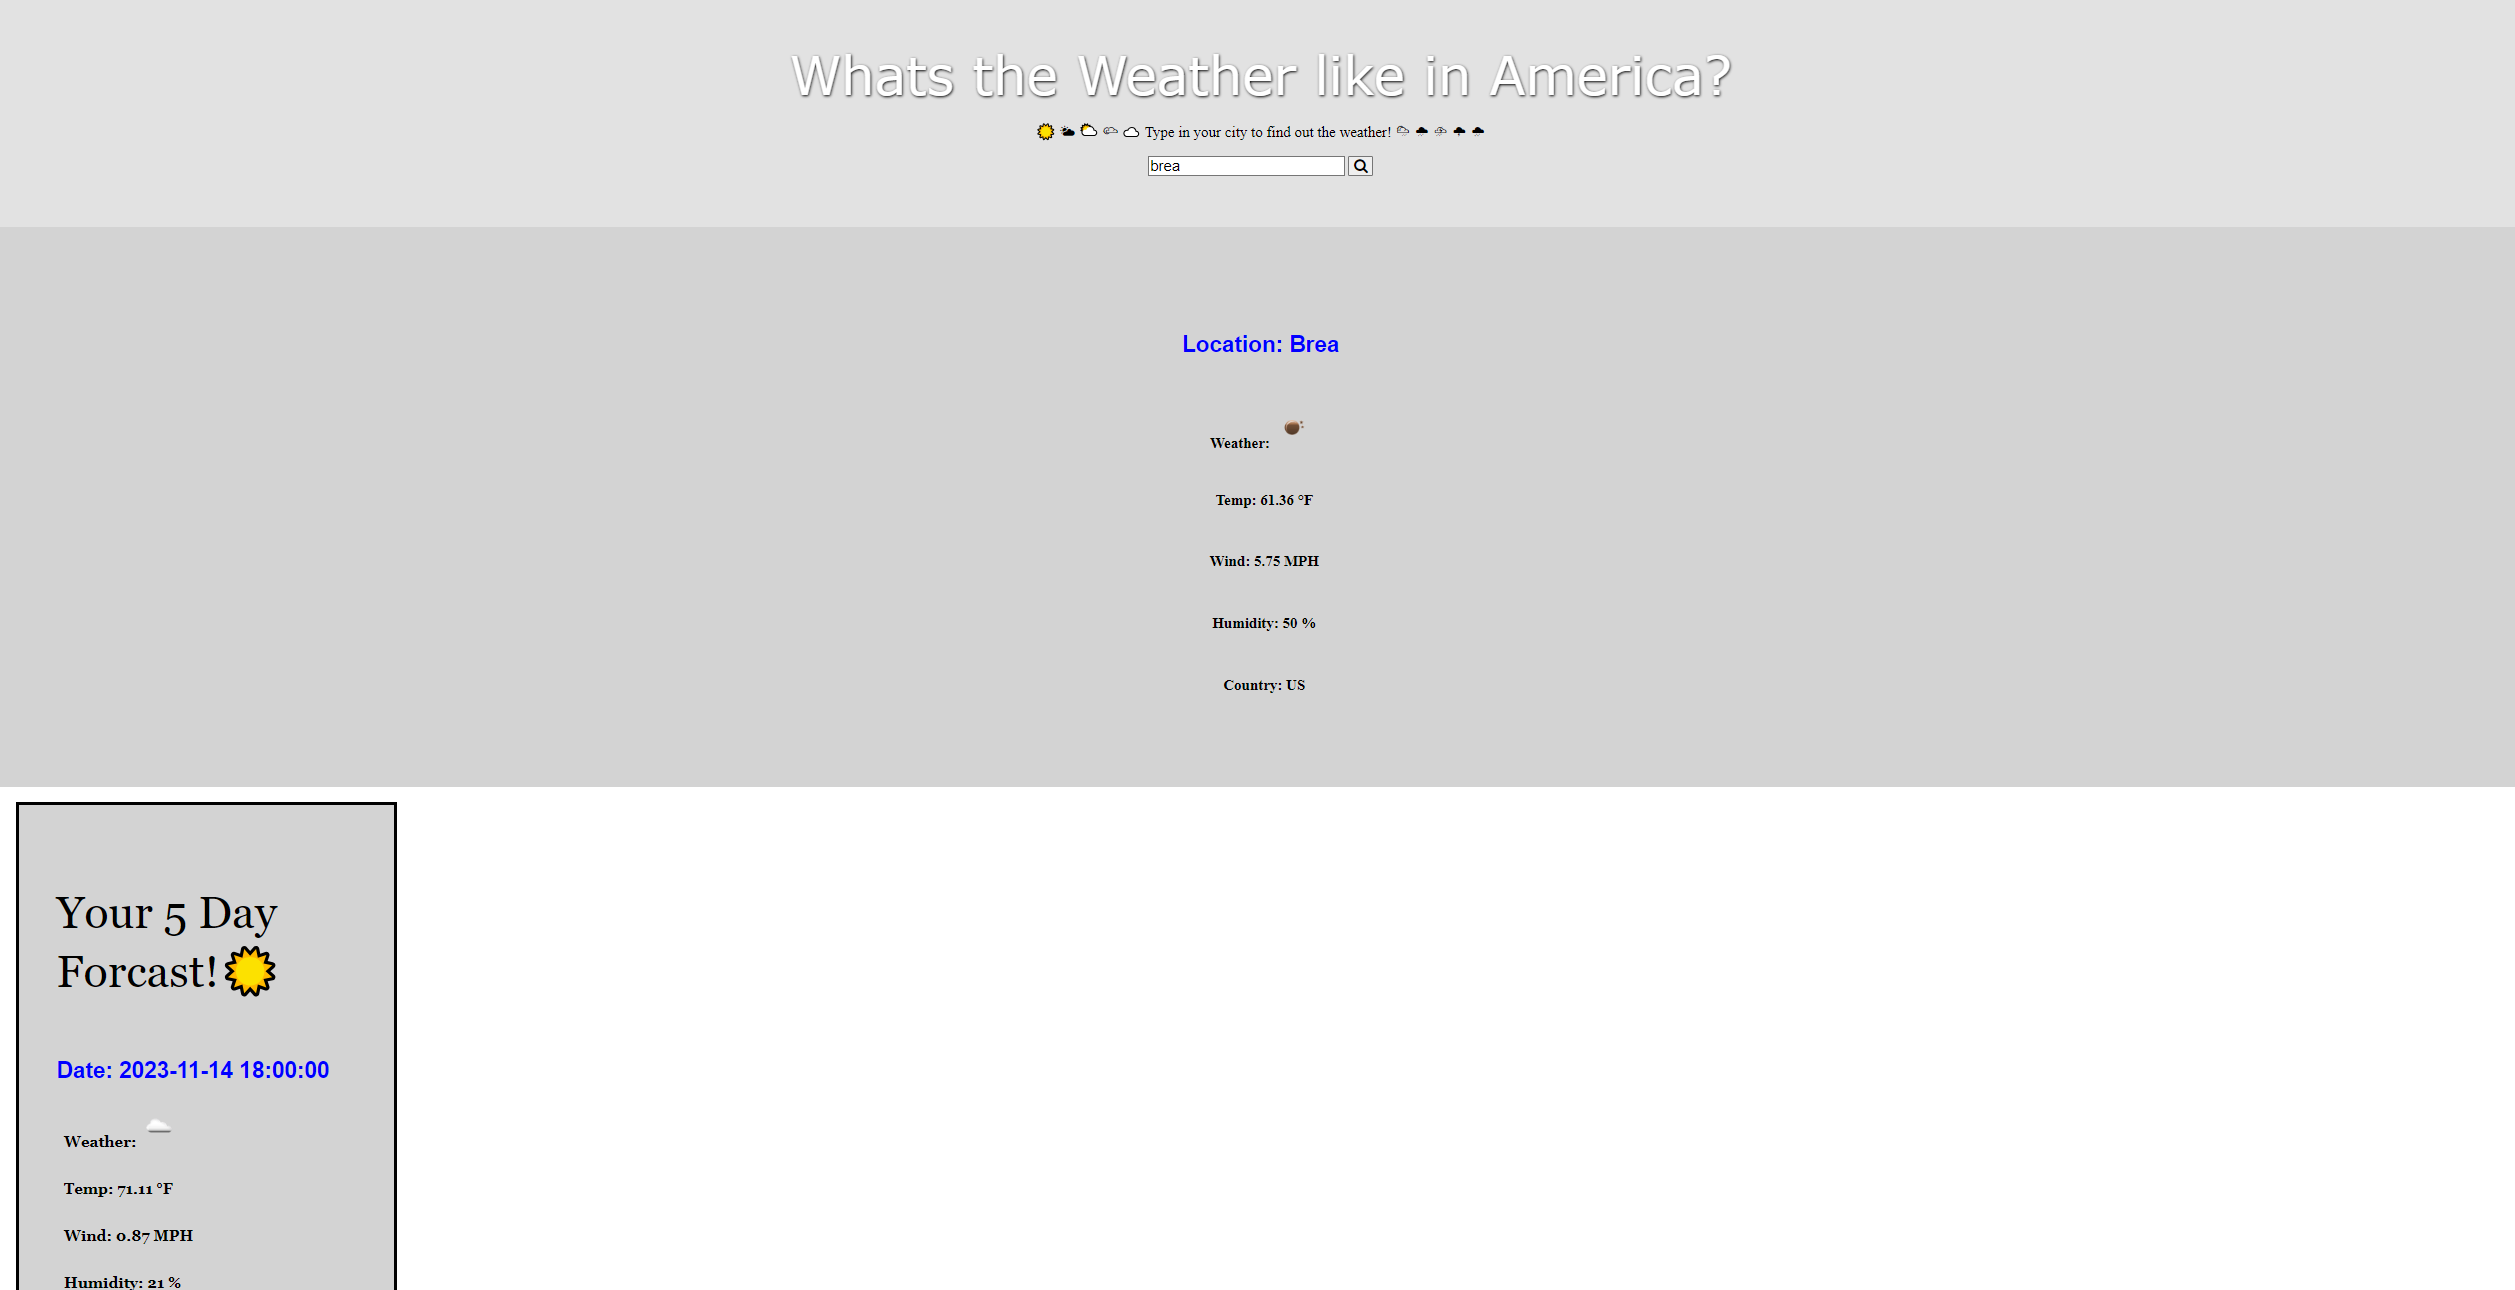 Whats the Weather like in America?
Type in your city to find out the weather!
brea
Location: Brea
Weather:
Temp: 61.36 °F
Wind: 5.75 MPH
Humidity: 50 %
Country: US
Your 5 Day
Forcast!
Date: 2023-11-14 18:00:00
Weather:
Temp: 71.11 °F
Wind: 0.87 MPH
Humidity: 21 %